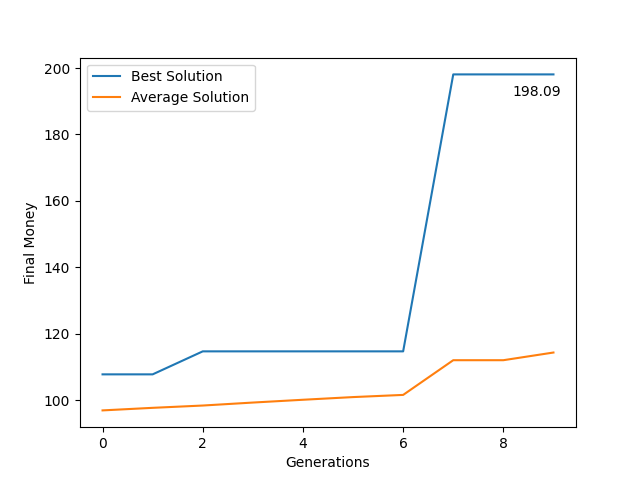 Best Solution
Average Solution
198.09
200
180
160
140
120
100
Final Money
0 2 4 6 8
Generations